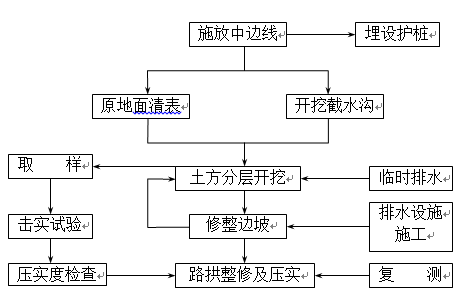 施放中边线
埋设护桩
原地面清表
开挖截水沟
取 样
土方分层开挖
临时排水
击实试验
修整边坡
排水设施
施工
压实度检查
路拱整修及压实
复 测